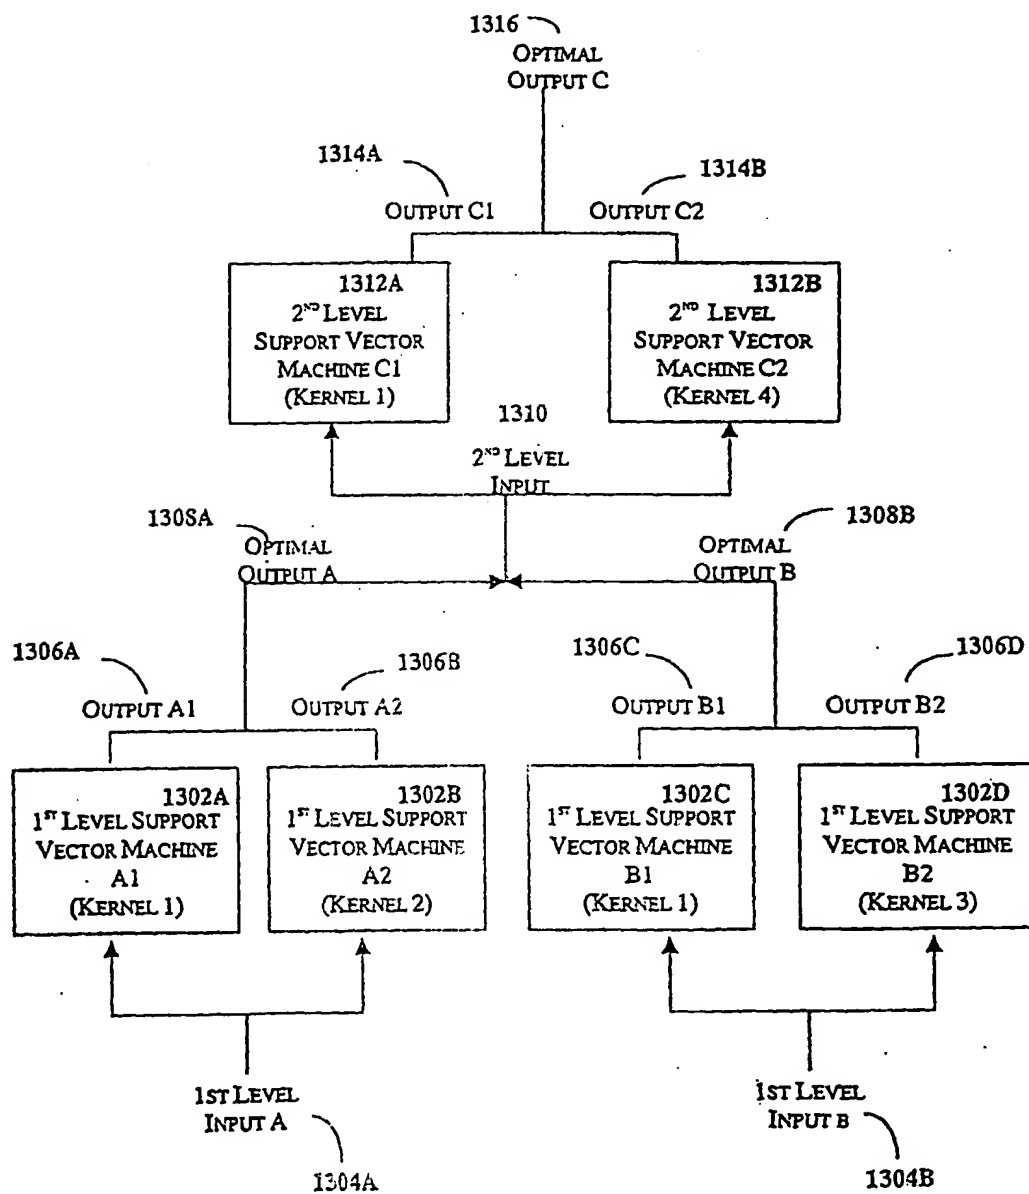 1316
OPTIMAL
OUTPUT C
1314A
1314B
OUTPUT C1
OUTPUT C2
1312A
2ND LEVEL
SUPPORT VECTOR
MACHINE C1
(KERNEL 1)
1312B
2ND LEVEL
SUPPORT VECTOR
MACHINE C2
(KERNEL 4)
1310
2ND LEVEL
INPUT
1308A
OPTIMAL
OUTPUT A
1308B
OPTIMAL
OUTPUT B
1306A
1306B
1306C
1306D
OUTPUT A1
OUTPUT A2
OUTPUT B1
OUTPUT B2
1302A
1ST LEVEL SUPPORT
VECTOR MACHINE
A1
(KERNEL 1)
1302B
1ST LEVEL SUPPORT
VECTOR MACHINE
A2
(KERNEL 2)
1302C
1ST LEVEL SUPPORT
VECTOR MACHINE
B1
(KERNEL 1)
1302D
1ST LEVEL SUPPORT
VECTOR MACHINE
B2
(KERNEL 3)
1ST LEVEL
INPUT A
1304A
1ST LEVEL
INPUT B
1304B